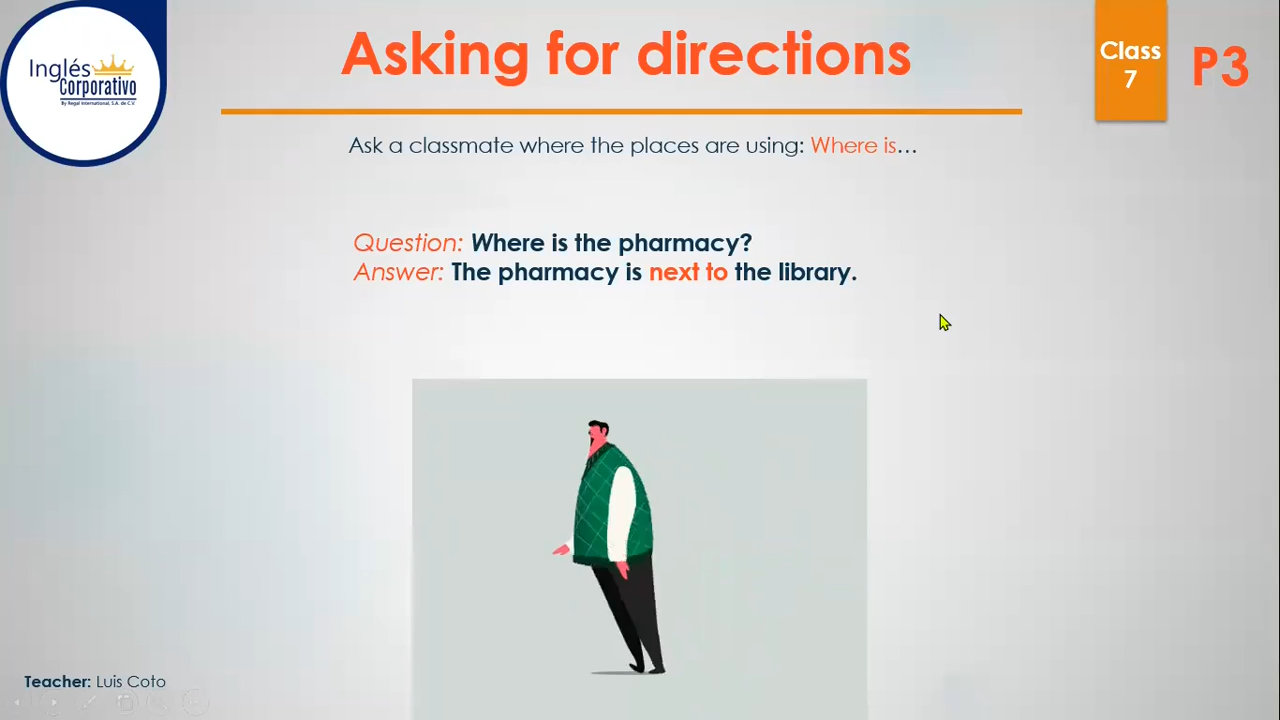 Inglés
Corporativo
By Regal International, S.A. de C.V.
Asking for directions
Class
7
P3
Ask a classmate where the places are using: Where is...
Question: Where is the pharmacy?
Answer: The pharmacy is next to the library.
Teacher: Luis Coto